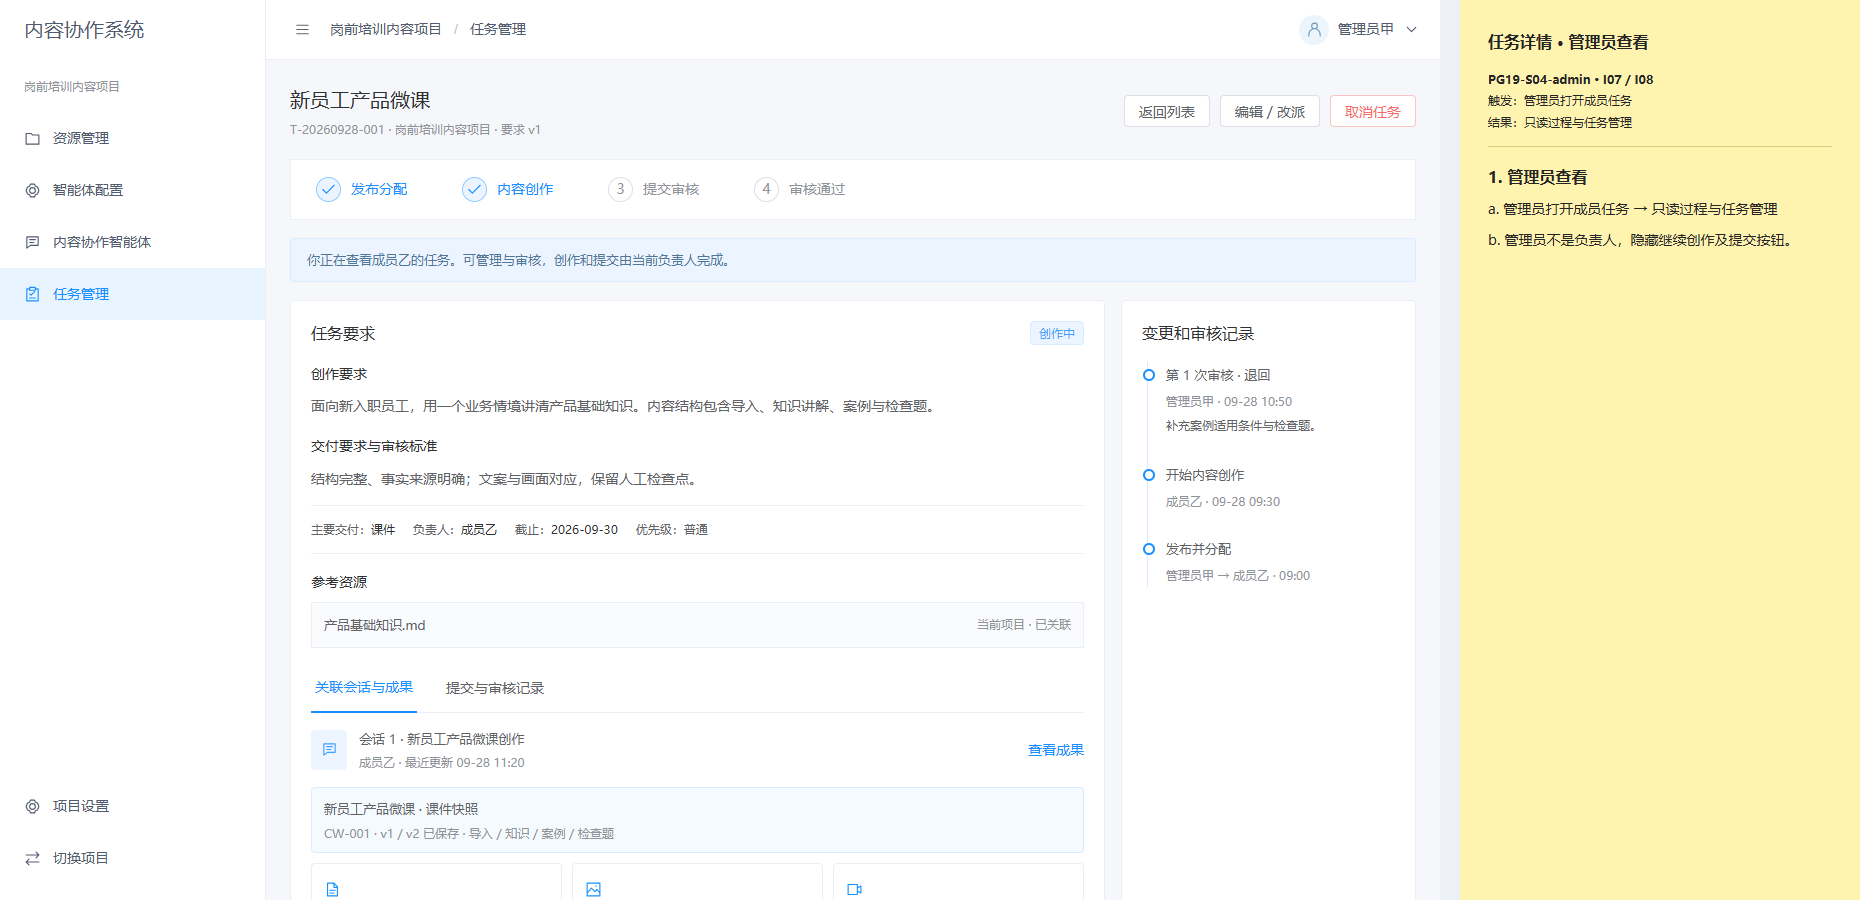 内容协作系统
岗前培训内容项目
资源管理
智能体配置
内容协作智能体
任务管理
项目设置
切换项目
岗前培训内容项目 / 任务管理
管理员甲
新员工产品微课
T-20260928-001 · 岗前培训内容项目 · 要求 v1
返回列表
编辑 / 改派
取消任务
发布分配
内容创作
3 提交审核
4 审核通过
你正在查看成员乙的任务。可管理与审核，创作和提交由当前负责人完成。
任务要求
创作中
创作要求
面向新入职员工，用一个业务情境讲清产品基础知识。内容结构包含导入、知识讲解、案例与检查题。
交付要求与审核标准
结构完整、事实来源明确；文案与画面对应，保留人工检查点。
主要交付：课件 负责人：成员乙 截止：2026-09-30 优先级：普通
参考资源
产品基础知识.md
当前项目 · 已关联
关联会话与成果
提交与审核记录
会话 1 · 新员工产品微课创作
成员乙 · 最近更新 09-28 11:20
查看成果
新员工产品微课 · 课件快照
CW-001 · v1 / v2 已保存 · 导入 / 知识 / 案例 / 检查题
变更和审核记录
第 1 次审核 · 退回
管理员甲 · 09-28 10:50
补充案例适用条件与检查题。
开始内容创作
成员乙 · 09-28 09:30
发布并分配
管理员甲 → 成员乙 · 09:00
任务详情 • 管理员查看
PG19-S04-admin • I07 / I08
触发：管理员打开成员任务
结果：只读过程与任务管理
1. 管理员查看
a. 管理员打开成员任务 → 只读过程与任务管理
b. 管理员不是负责人，隐藏继续创作及提交按钮。